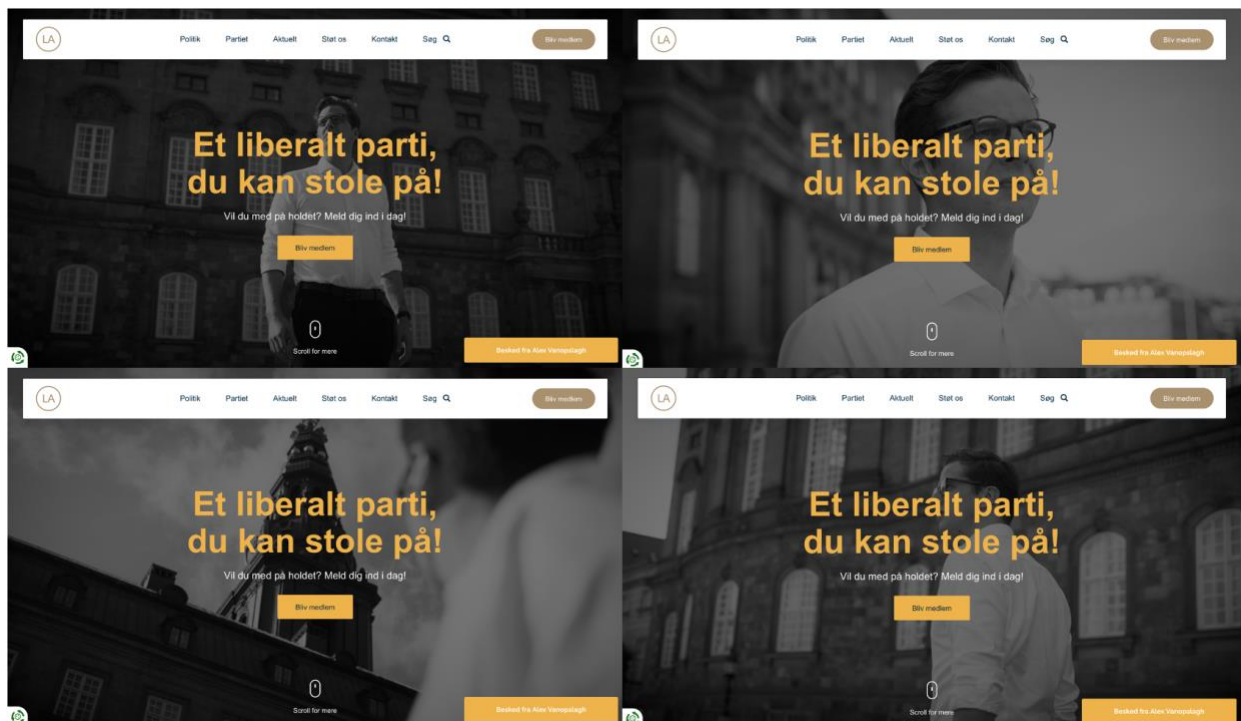 LA
Politik Partiet Aktuelt Støt os Kontakt Søg
Bliv medlem
Et liberalt parti,
du kan stole på!
Vil du med på holdet? Meld dig ind i dag!
Bliv medlem
Scroll for mere
Besked fra Alex Vanopslagh
LA
Politik Partiet Aktuelt Støt os Kontakt Søg
Bliv medlem
Et liberalt parti,
du kan stole på!
Vil du med på holdet? Meld dig ind i dag!
Bliv medlem
Scroll for mere
Besked fra Alex Vanopslagh
LA
Politik Partiet Aktuelt Støt os Kontakt Søg
Bliv medlem
Et liberalt parti,
du kan stole på!
Vil du med på holdet? Meld dig ind i dag!
Bliv medlem
Scroll for mere
Besked fra Alex Vanopslagh
LA
Politik Partiet Aktuelt Støt os Kontakt Søg
Bliv medlem
Et liberalt parti,
du kan stole på!
Vil du med på holdet? Meld dig ind i dag!
Bliv medlem
Scroll for mere
Besked fra Alex Vanopslagh